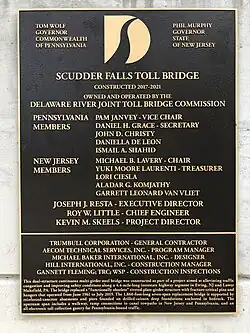 TOM WOLF
GOVERNOR
COMMONWEALTH
OF PENNSYLVANIA
PHIL MURPHY
GOVERNOR
STATE
OF NEW JERSEY
SCUDDER FALLS TOLL BRIDGE
CONSTRUCTED 2017-2021
OWNED AND OPERATED BY THE
DELAWARE RIVER JOINT TOLL BRIDGE COMMISSION
PENNSYLVANIA MEMBERS
PAM JANVEY - VICE CHAIR
DANIEL H. GRACE - SECRETARY
JOHN D. CHRISTY
DANIELLA DE LEON
ISMAIL A. SHAHID
NEW JERSEY MEMBERS
MICHAEL B. LAVERY - CHAIR
YUKI MOORE LAURENTI - TREASURER
LORI CIESLA
ALADAR G. KOMJATHY
GARRETT LEONARD VAN VLIET
JOSEPH J. RESTA - EXECUTIVE DIRECTOR
ROY W. LITTLE - CHIEF ENGINEER
KEVIN M. SKEELS - PROJECT DIRECTOR
TRUMBULL CORPORATION - GENERAL CONTRACTOR
AECOM TECHNICAL SERVICES, INC. - PROGRAM MANAGER
MICHAEL BAKER INTERNATIONAL, INC. - DESIGNER
HILL INTERNATIONAL, INC. - CONSTRUCTION MANAGER
GANNETT FLEMING; TRC; WSP - CONSTRUCTION INSPECTIONS